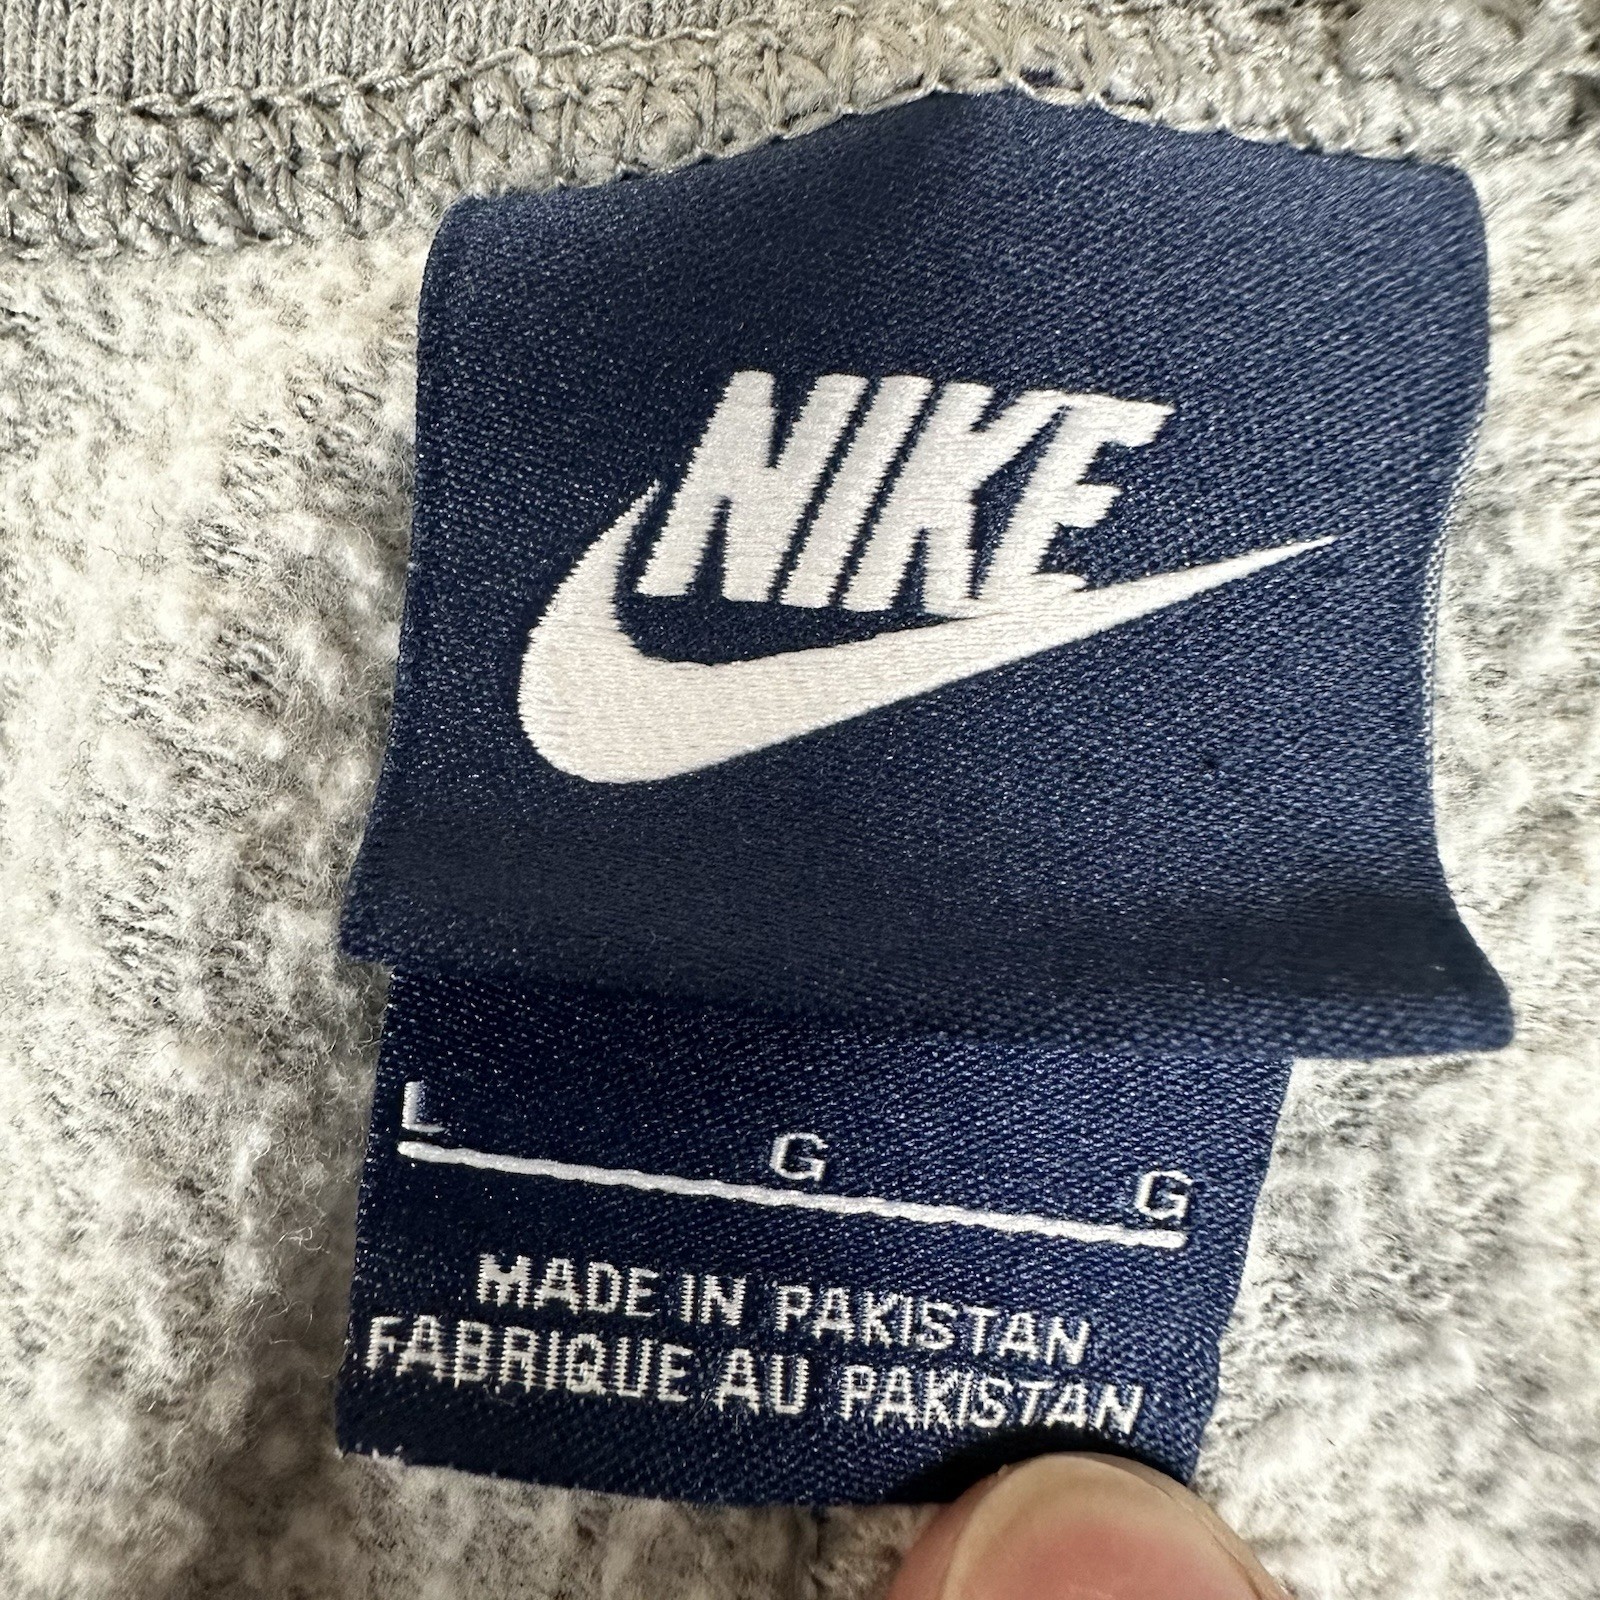 NIKE
L G G
MADE IN PAKISTAN
FABRIQUE AU PAKISTAN